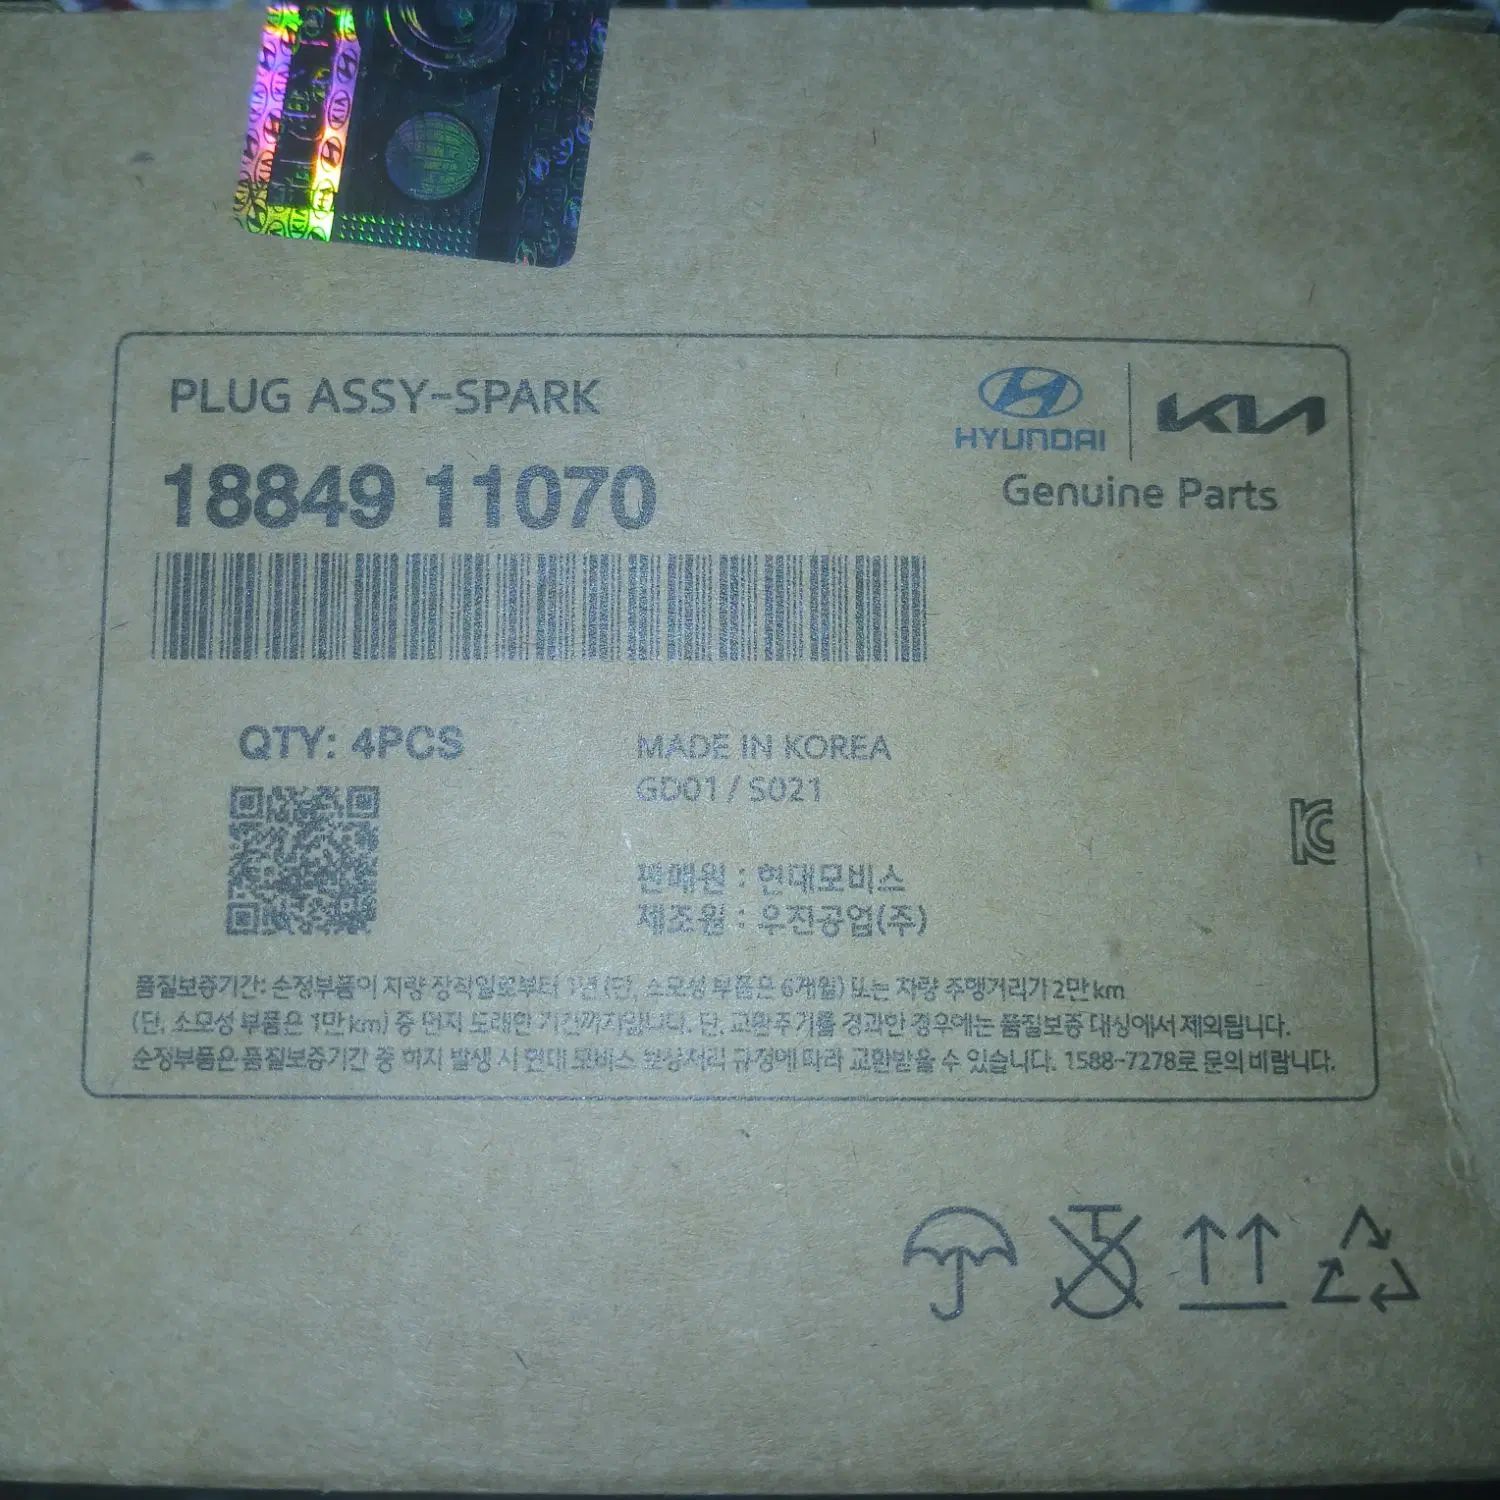 PLUG ASSY-SPARK
HYUNDAI
KIA
Genuine Parts
18849 11070
QTY: 4PCS
MADE IN KOREA
GD01 / S021
판매원 : 현대모비스
제조원 : 우진공업(주)
품질보증기간: 순정부품이 차량 장착일로부터 1년 (단, 소모성 부품은 6개월) 또는 차량 주행거리가 2만 km
(단, 소모성 부품은 1만 km) 중 먼저 도래한 기간까지입니다. 단, 교환주기를 경과한 경우에는 품질보증 대상에서 제외됩니다.
순정부품은 품질보증기간 중 하자 발생 시 현대 모비스 보상처리 규정에 따라 교환받을 수 있습니다. 1588-7278로 문의 바랍니다.